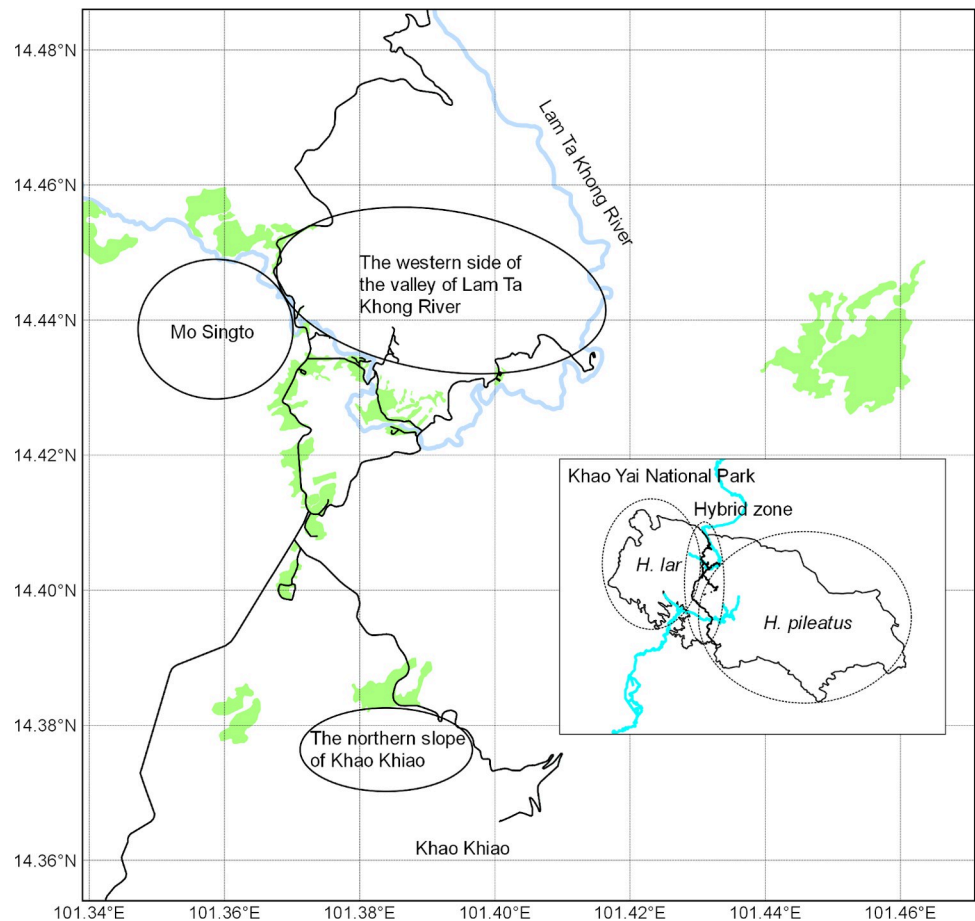 14.48°N
Lam Ta Khong River
14.46°N
The western side of
the valley of Lam Ta
Khong River
14.44°N
Mo Singto
14.42°N
Khao Yai National Park
Hybrid zone
H. lar
H. pileatus
14.40°N
14.38°N
The northern slope
of Khao Khiao
Khao Khiao
14.36°N
101.34°E 101.36°E 101.38°E 101.40°E 101.42°E 101.44°E 101.46°E